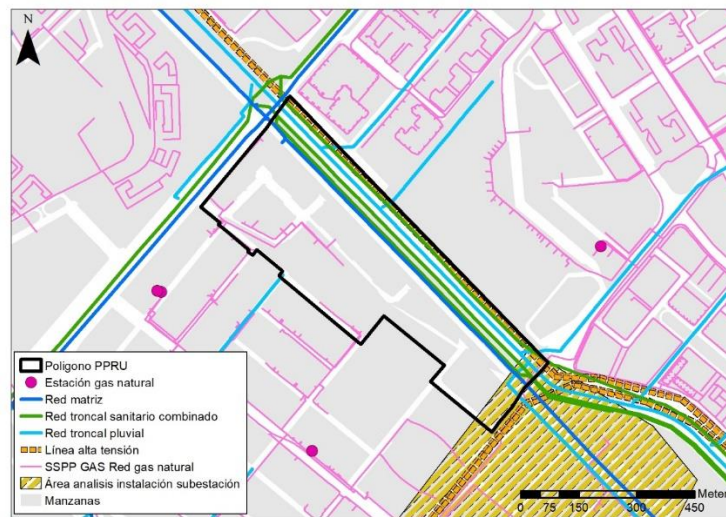 N
Poligono PPRU
Estación gas natural
Red matriz
Red troncal sanitario combinado
Red troncal pluvial
Línea alta tensión
SSPP GAS Red gas natural
Área analisis instalación subestación
Manzanas
Meter
0 75 150 300 450